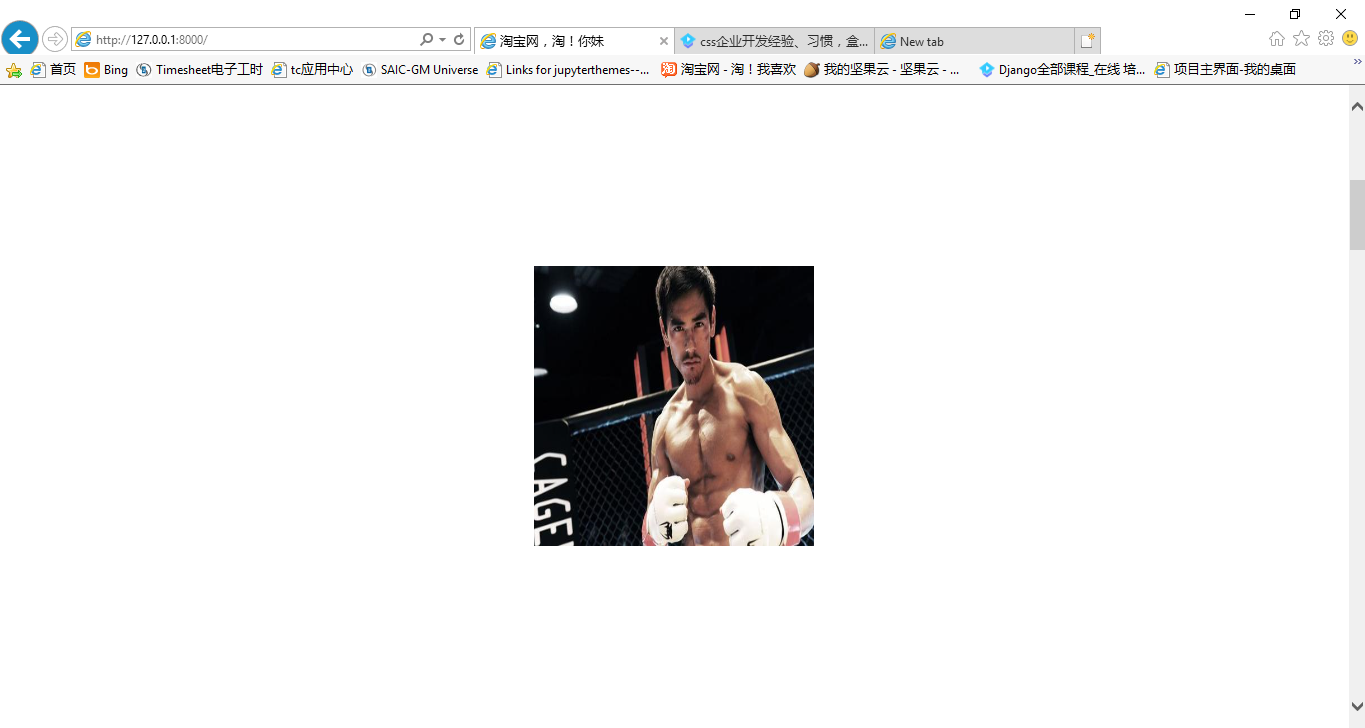 http://127.0.0.1:8000/
淘宝网，淘！你妹
css企业开发经验、习惯，盒...
New tab
首页
Bing
Timesheet电子工时
tc应用中心
SAIC-GM Universe
Links for jupyterthemes--...
淘宝网 - 淘！我喜欢
我的坚果云 - 坚果云 - ...
Django全部课程_在线 培...
项目主界面-我的桌面
CAGE